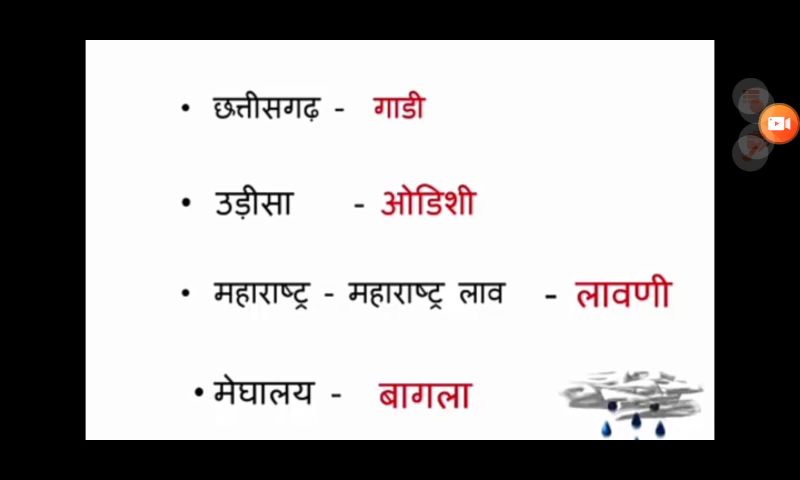 • छत्तीसगढ़ - गाडी
• उड़ीसा - ओडिशी
• महाराष्ट्र - महाराष्ट्र लाव - लावणी
• मेघालय - बागला